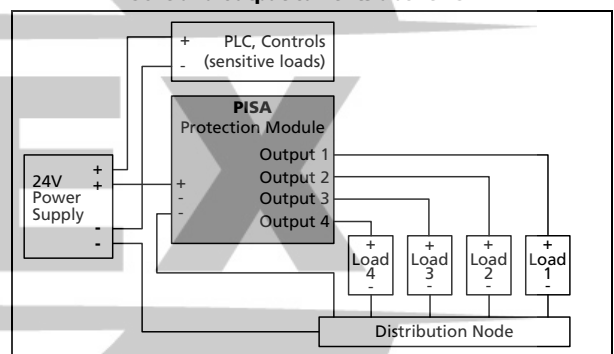 + PLC, Controls
- (sensitive loads)
PISA
Protection Module
Output 1
Output 2
Output 3
Output 4
+
-
-
24V
Power
Supply
+
+
-
-
+ + + +
Load Load Load Load
4 3 2 1
- - - -
Distribution Node